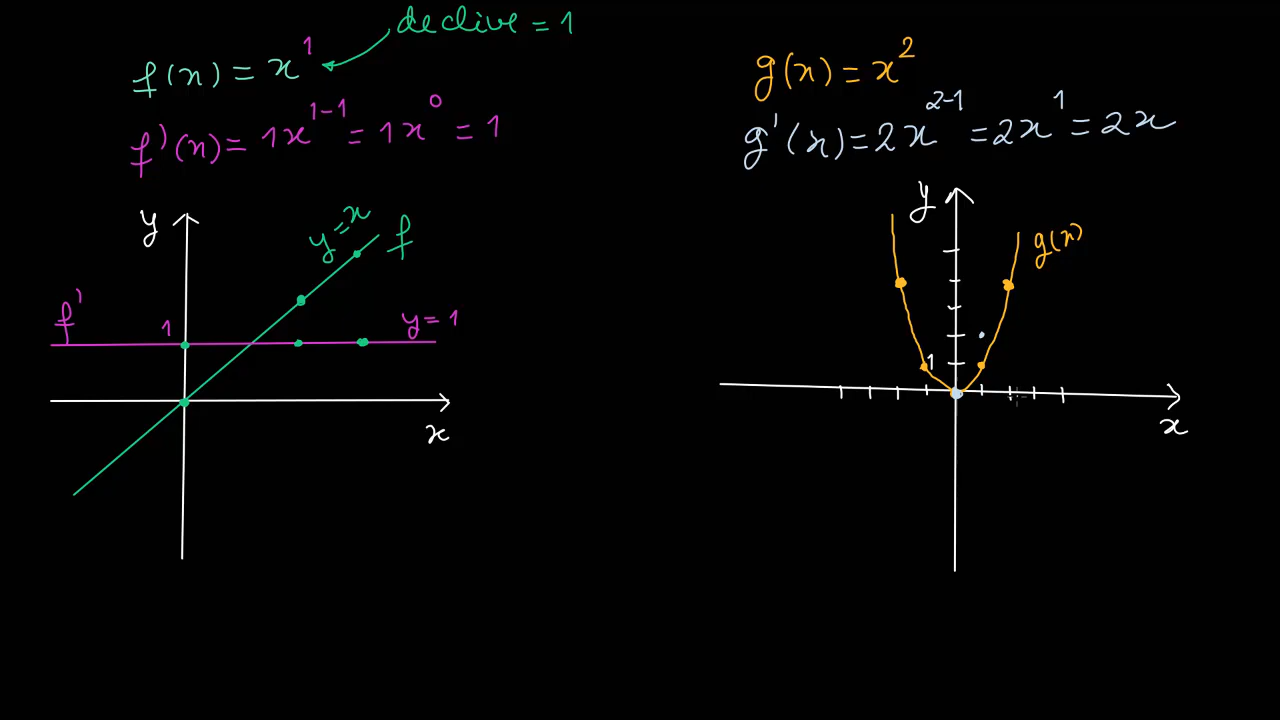 declive = 1
f(x) = x¹
f'(x) = 1x¹⁻¹ = 1x⁰ = 1
y
y = x
f
f'
1
y = 1
x
g(x) = x²
g'(x) = 2x²⁻¹ = 2x¹ = 2x
y
g(x)
1
x